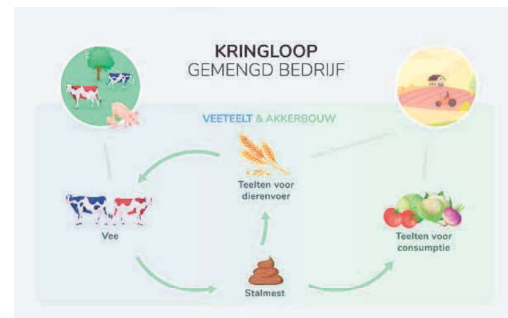 KRINGLOOP
GEMENGD BEDRIJF
VEETEELT & AKKERBOUW
Teelten voor
dierenvoer
Vee
Teelten voor
consumptie
Stalmest